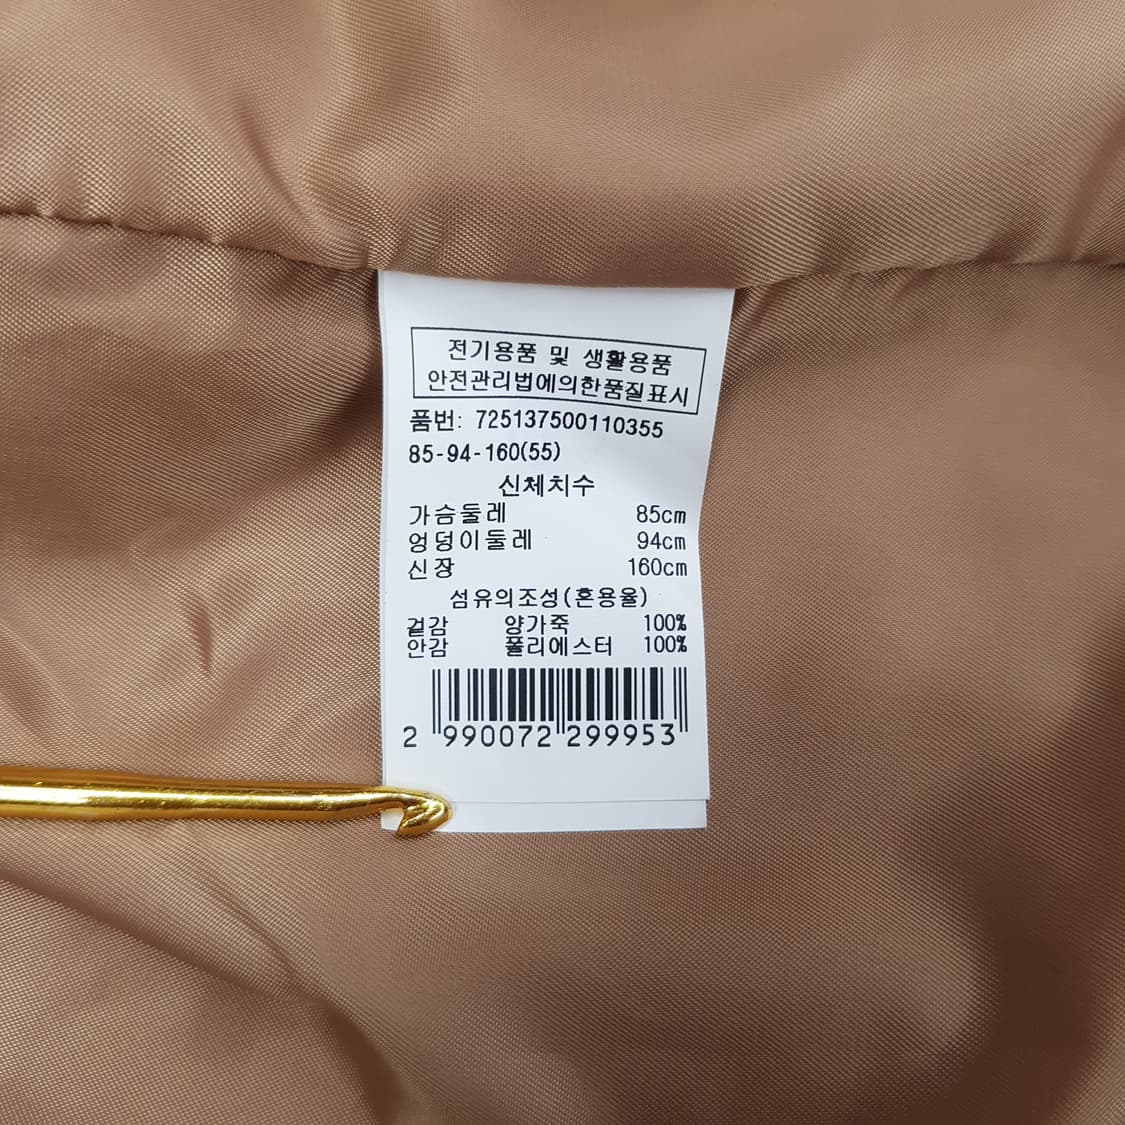 전기용품 및 생활용품
안전관리법에의한품질표시
품번: 725137500110355
85-94-160(55)
신체치수
가슴둘레 85cm
엉덩이둘레 94cm
신장 160cm
섬유의조성(혼용율)
겉감 양가죽 100%
안감 폴리에스터 100%
2 990072 299953